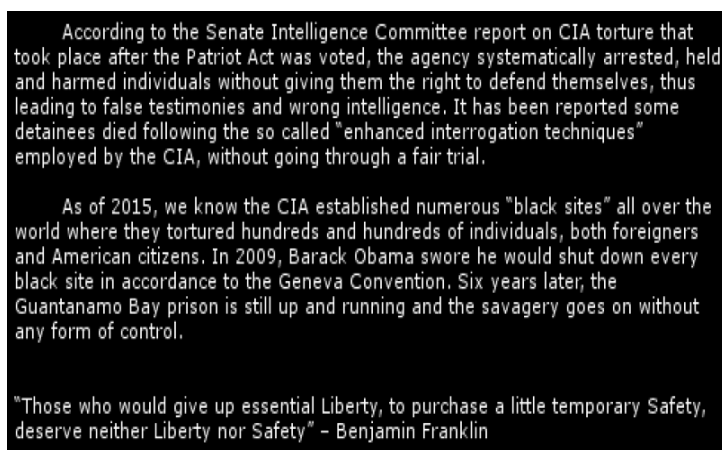 According to the Senate Intelligence Committee report on CIA torture that
took place after the Patriot Act was voted, the agency systematically arrested, held
and harmed individuals without giving them the right to defend themselves, thus
leading to false testimonies and wrong intelligence. It has been reported some
detainees died following the so called “enhanced interrogation techniques”
employed by the CIA, without going through a fair trial.
As of 2015, we know the CIA established numerous “black sites” all over the
world where they tortured hundreds and hundreds of individuals, both foreigners
and American citizens. In 2009, Barack Obama swore he would shut down every
black site in accordance to the Geneva Convention. Six years later, the
Guantanamo Bay prison is still up and running and the savagery goes on without
any form of control.
“Those who would give up essential Liberty, to purchase a little temporary Safety,
deserve neither Liberty nor Safety” – Benjamin Franklin